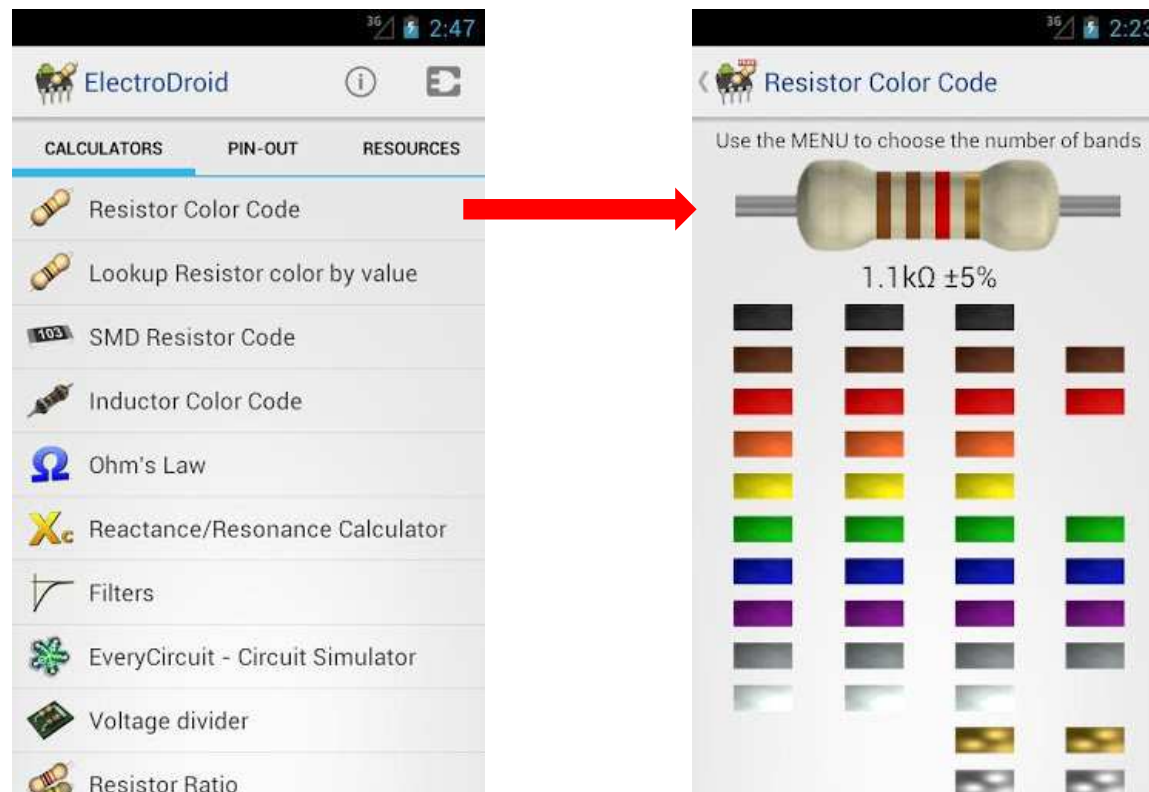 3G 2:47
ElectroDroid
CALCULATORS PIN-OUT RESOURCES
Resistor Color Code
Lookup Resistor color by value
103 SMD Resistor Code
Inductor Color Code
Ω Ohm's Law
Xc Reactance/Resonance Calculator
Filters
EveryCircuit - Circuit Simulator
Voltage divider
Resistor Ratio
3G 2:23
Resistor Color Code
Use the MENU to choose the number of bands
1.1kΩ ±5%